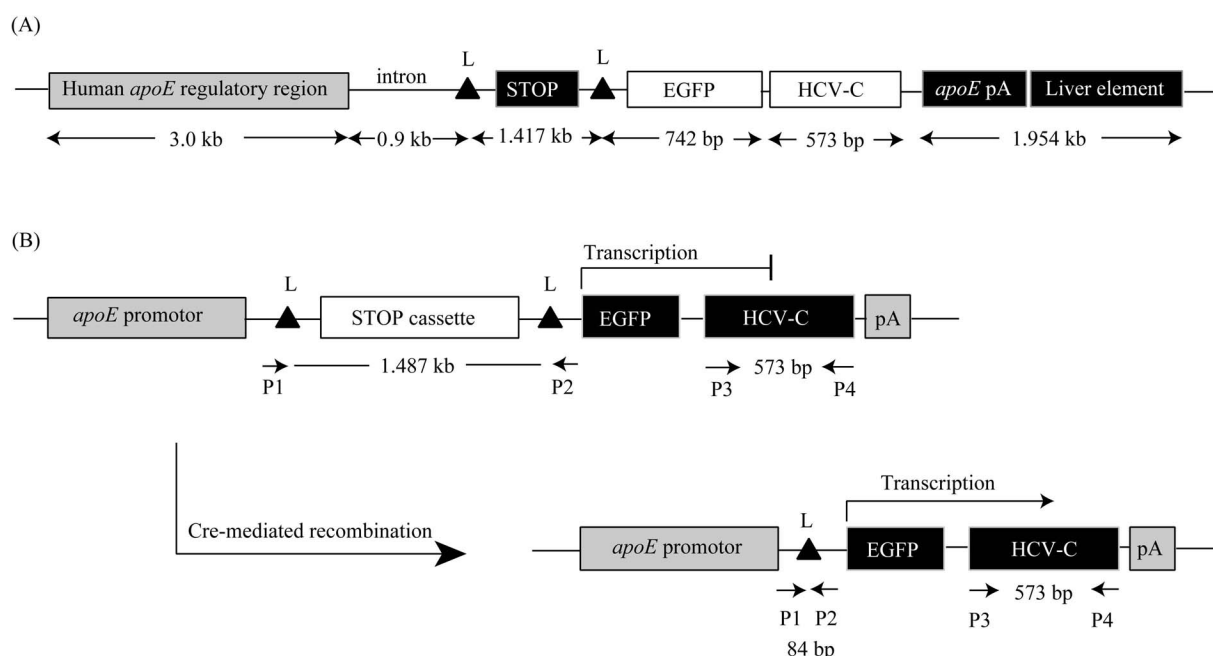 (A)
L L
Human apoE regulatory region intron STOP EGFP HCV-C apoE pA Liver element
3.0 kb 0.9 kb 1.417 kb 742 bp 573 bp 1.954 kb
(B)
Transcription
L L
apoE promotor STOP cassette EGFP HCV-C pA
P1 1.487 kb P2 P3 573 bp P4
Transcription
Cre-mediated recombination
L
apoE promotor EGFP HCV-C pA
P1 P2 P3 573 bp P4
84 bp